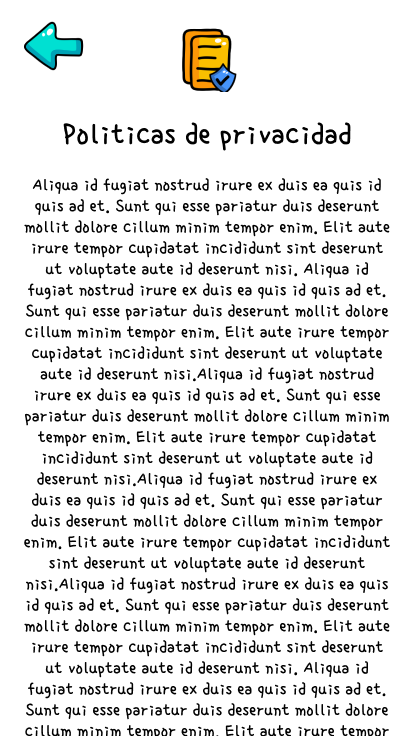 Politicas de privacidad
Aliqua id fugiat nostrud irure ex duis ea quis id
quis ad et. Sunt qui esse pariatur duis deserunt
mollit dolore cillum minim tempor enim. Elit aute
irure tempor cupidatat incididunt sint deserunt
ut voluptate aute id deserunt nisi. Aliqua id
fugiat nostrud irure ex duis ea quis id quis ad et.
Sunt qui esse pariatur duis deserunt mollit dolore
cillum minim tempor enim. Elit aute irure tempor
cupidatat incididunt sint deserunt ut voluptate
aute id deserunt nisi.Aliqua id fugiat nostrud
irure ex duis ea quis id quis ad et. Sunt qui esse
pariatur duis deserunt mollit dolore cillum minim
tempor enim. Elit aute irure tempor cupidatat
incididunt sint deserunt ut voluptate aute id
deserunt nisi.Aliqua id fugiat nostrud irure ex
duis ea quis id quis ad et. Sunt qui esse pariatur
duis deserunt mollit dolore cillum minim tempor
enim. Elit aute irure tempor cupidatat incididunt
sint deserunt ut voluptate aute id deserunt
nisi.Aliqua id fugiat nostrud irure ex duis ea quis
id quis ad et. Sunt qui esse pariatur duis deserunt
mollit dolore cillum minim tempor enim. Elit aute
irure tempor cupidatat incididunt sint deserunt
ut voluptate aute id deserunt nisi. Aliqua id
fugiat nostrud irure ex duis ea quis id quis ad et.
Sunt qui esse pariatur duis deserunt mollit dolore
cillum minim tempor enim. Elit aute irure tempor